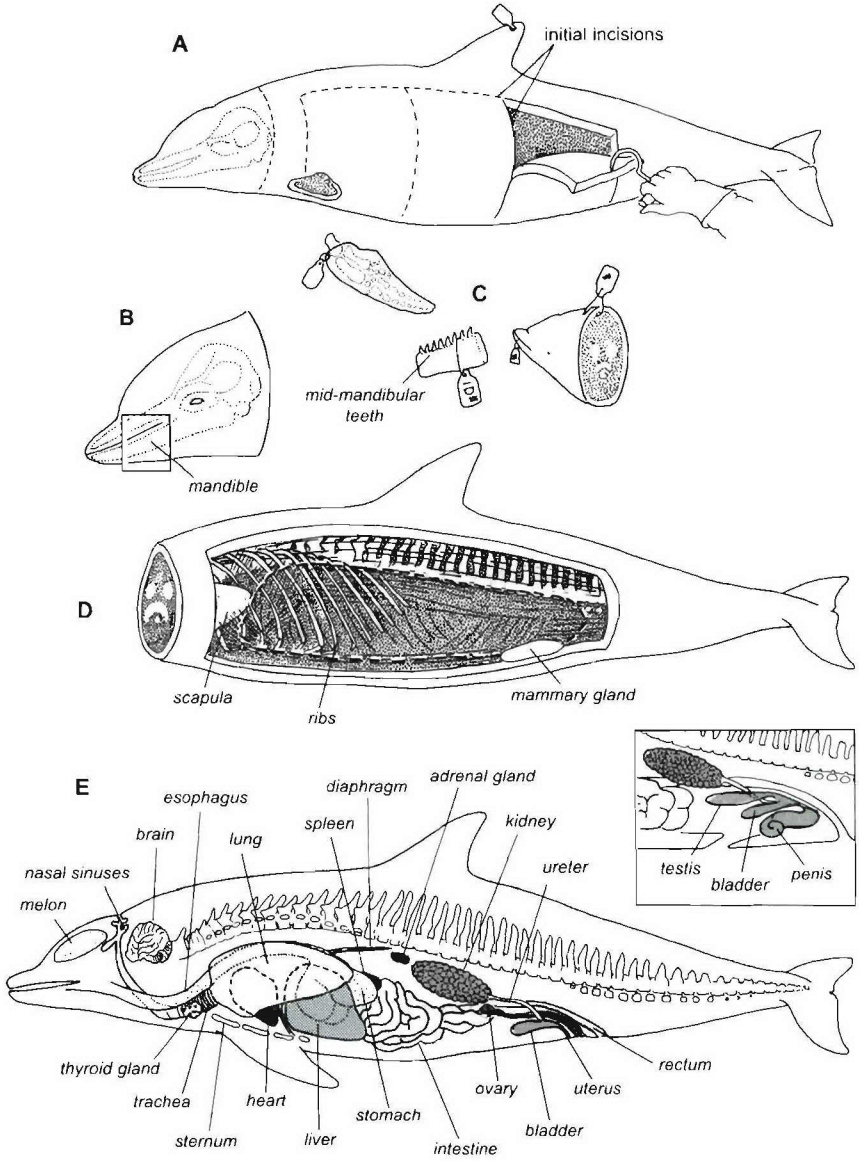 A
initial incisions
B
C
mid-mandibular
teeth
ID#
mandible
D
scapula
ribs
mammary gland
E
esophagus
diaphragm
adrenal gland
brain
lung
spleen
kidney
nasal sinuses
ureter
melon
testis
bladder
penis
thyroid gland
trachea
heart
sternum
liver
stomach
intestine
ovary
bladder
uterus
rectum